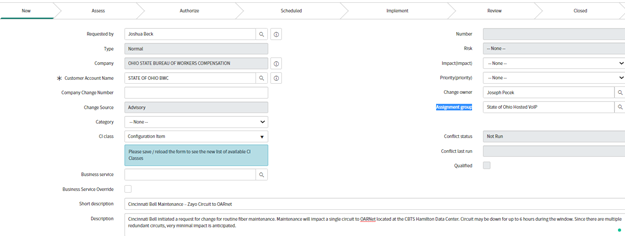 New Assess Authorize Scheduled Implement Review Closed
Requested by Joshua Beck
Type Normal
Company OHIO STATE BUREAU OF WORKERS COMPENSATION
Customer Account Name STATE OF OHIO BWC
Company Change Number
Change Source Advisory
Category -- None --
CI class Configuration Item
Please save / reload the form to see the new list of available CI
Classes
Business service
Business Service Override
Number
Risk -- None --
Impact(impact) -- None --
Priority(priority) -- None --
Change owner Joseph Pecek
Assignment group State of Ohio Hosted VoIP
Conflict status Not Run
Conflict last run
Qualified
Short description Cincinnati Bell Maintenance - Zayo Circuit to OARnet
Description Cincinnati Bell initiated a request for change for routine fiber maintenance. Maintenance will impact a single circuit to OARNet located at the CBTS Hamilton Data Center. Circuit may be down for up to 6 hours during the window. Since there are multiple
redundant circuits, very minimal impact is anticipated.